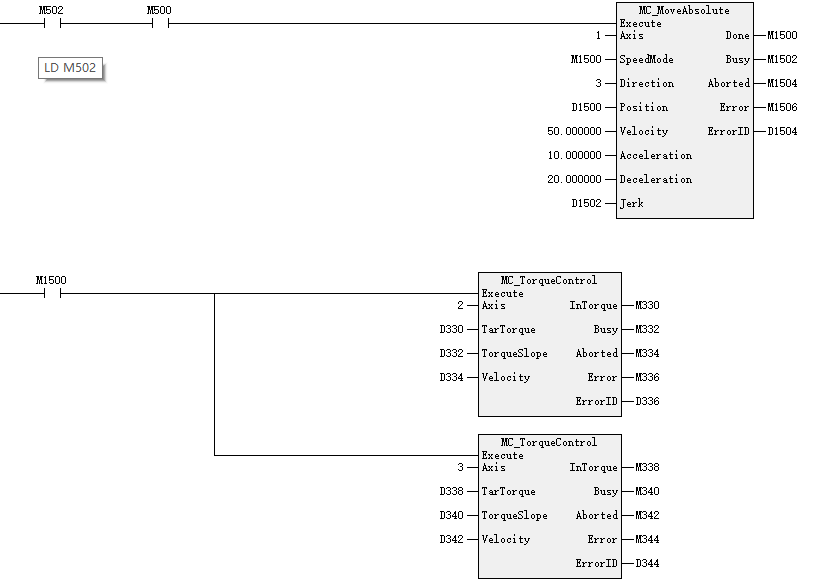 M502 M500 MC_MoveAbsolute
Execute
1 Axis Done M1500
M1500 SpeedMode Busy M1502
LD M502
3 Direction Aborted M1504
D1500 Position Error M1506
50.000000 Velocity ErrorID D1504
10.000000 Acceleration
20.000000 Deceleration
D1502 Jerk
M1500 MC_TorqueControl
Execute
2 Axis InTorque M330
D330 TarTorque Busy M332
D332 TorqueSlope Aborted M334
D334 Velocity Error M336
ErrorID D336
MC_TorqueControl
Execute
3 Axis InTorque M338
D338 TarTorque Busy M340
D340 TorqueSlope Aborted M342
D342 Velocity Error M344
ErrorID D344